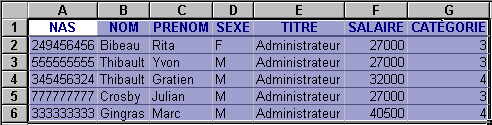 A B C D E F G
1 NAS NOM PRENOM SEXE TITRE SALAIRE CATÉGORIE
2 249456456 Bibeau Rita F Administrateur 27000 3
3 555555555 Thibault Yvon M Administrateur 27000 3
4 345456324 Thibault Gratien M Administrateur 32000 4
5 777777777 Crosby Julian M Administrateur 27000 3
6 333333333 Gingras Marc M Administrateur 40500 4